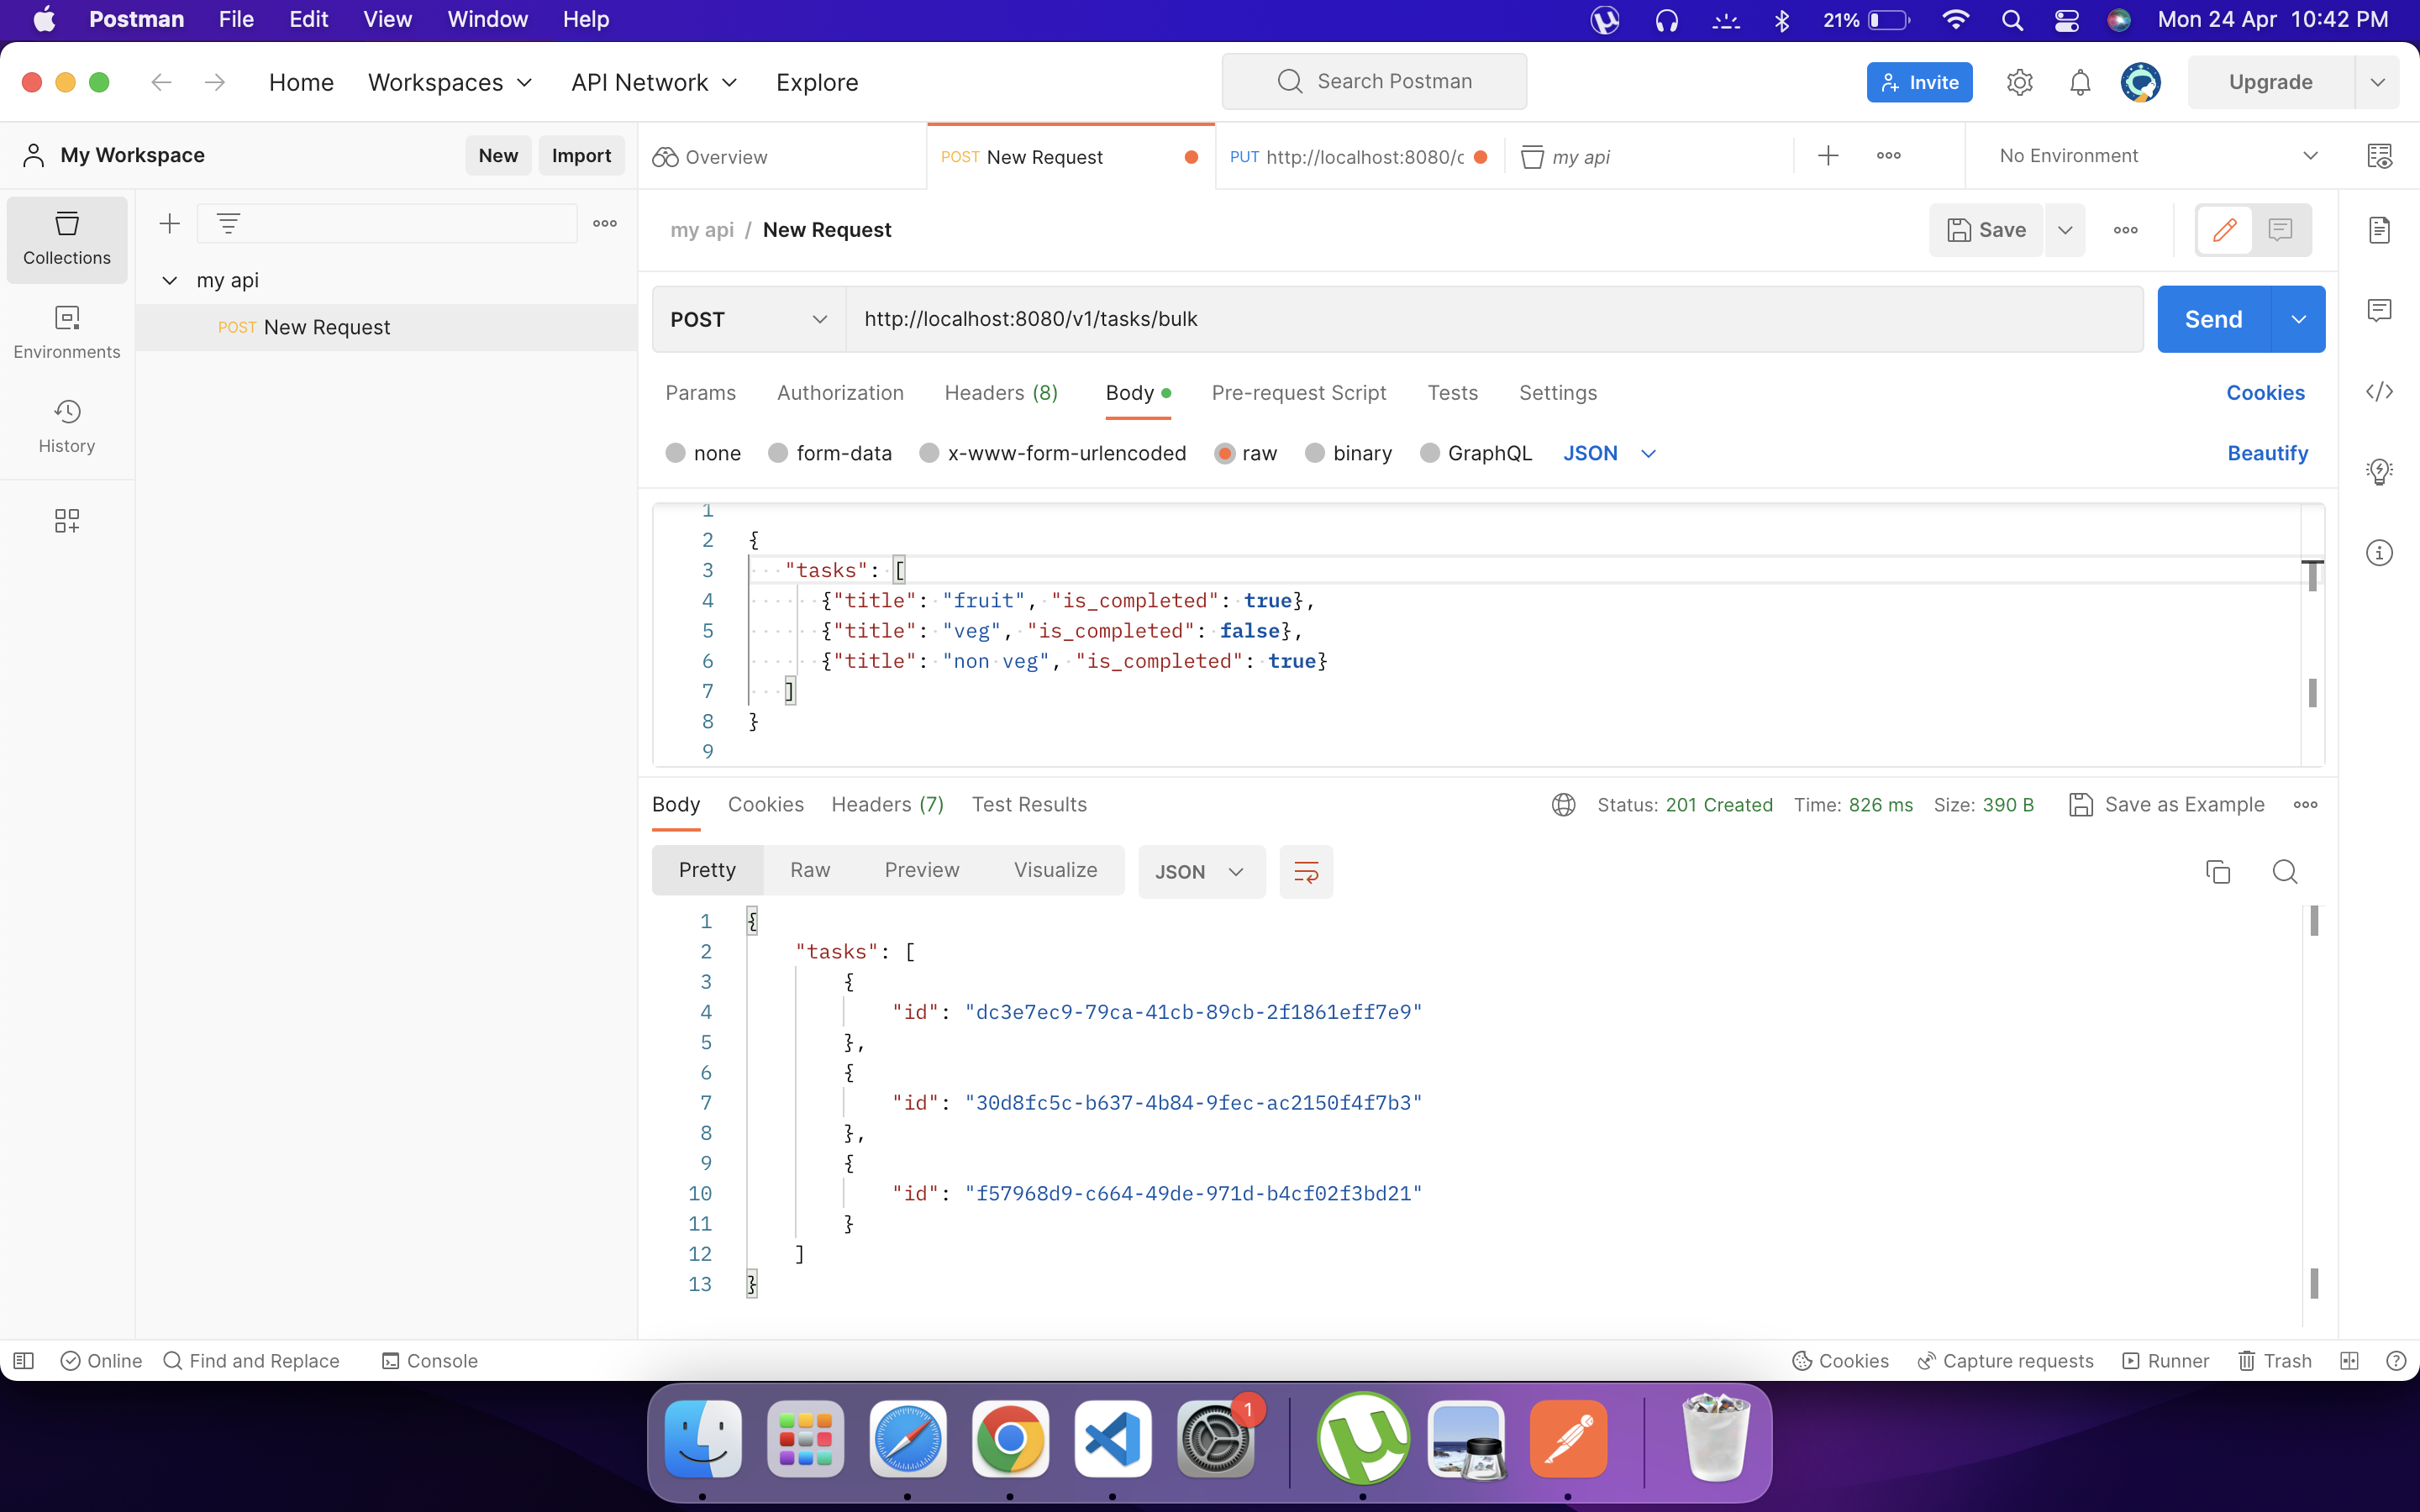 Postman File Edit View Window Help 21% Mon 24 Apr 10:42 PM
Home Workspaces API Network Explore Search Postman Invite Upgrade
My Workspace New Import Overview POST New Request PUT http://localhost:8080/c my api No Environment
Collections
Environments
History
my api
POST New Request
my api / New Request Save
POST http://localhost:8080/v1/tasks/bulk Send
Params Authorization Headers (8) Body Pre-request Script Tests Settings Cookies
none form-data x-www-form-urlencoded raw binary GraphQL JSON Beautify
1
2 {
3 "tasks": [
4 {"title": "fruit", "is_completed": true},
5 {"title": "veg", "is_completed": false},
6 {"title": "non veg", "is_completed": true}
7 ]
8 }
9
Body Cookies Headers (7) Test Results Status: 201 Created Time: 826 ms Size: 390 B Save as Example
Pretty Raw Preview Visualize JSON
1 {
2 "tasks": [
3 {
4 "id": "dc3e7ec9-79ca-41cb-89cb-2f1861eff7e9"
5 },
6 {
7 "id": "30d8fc5c-b637-4b84-9fec-ac2150f4f7b3"
8 },
9 {
10 "id": "f57968d9-c664-49de-971d-b4cf02f3bd21"
11 }
12 ]
13 }
Online Find and Replace Console Cookies Capture requests Runner Trash
1